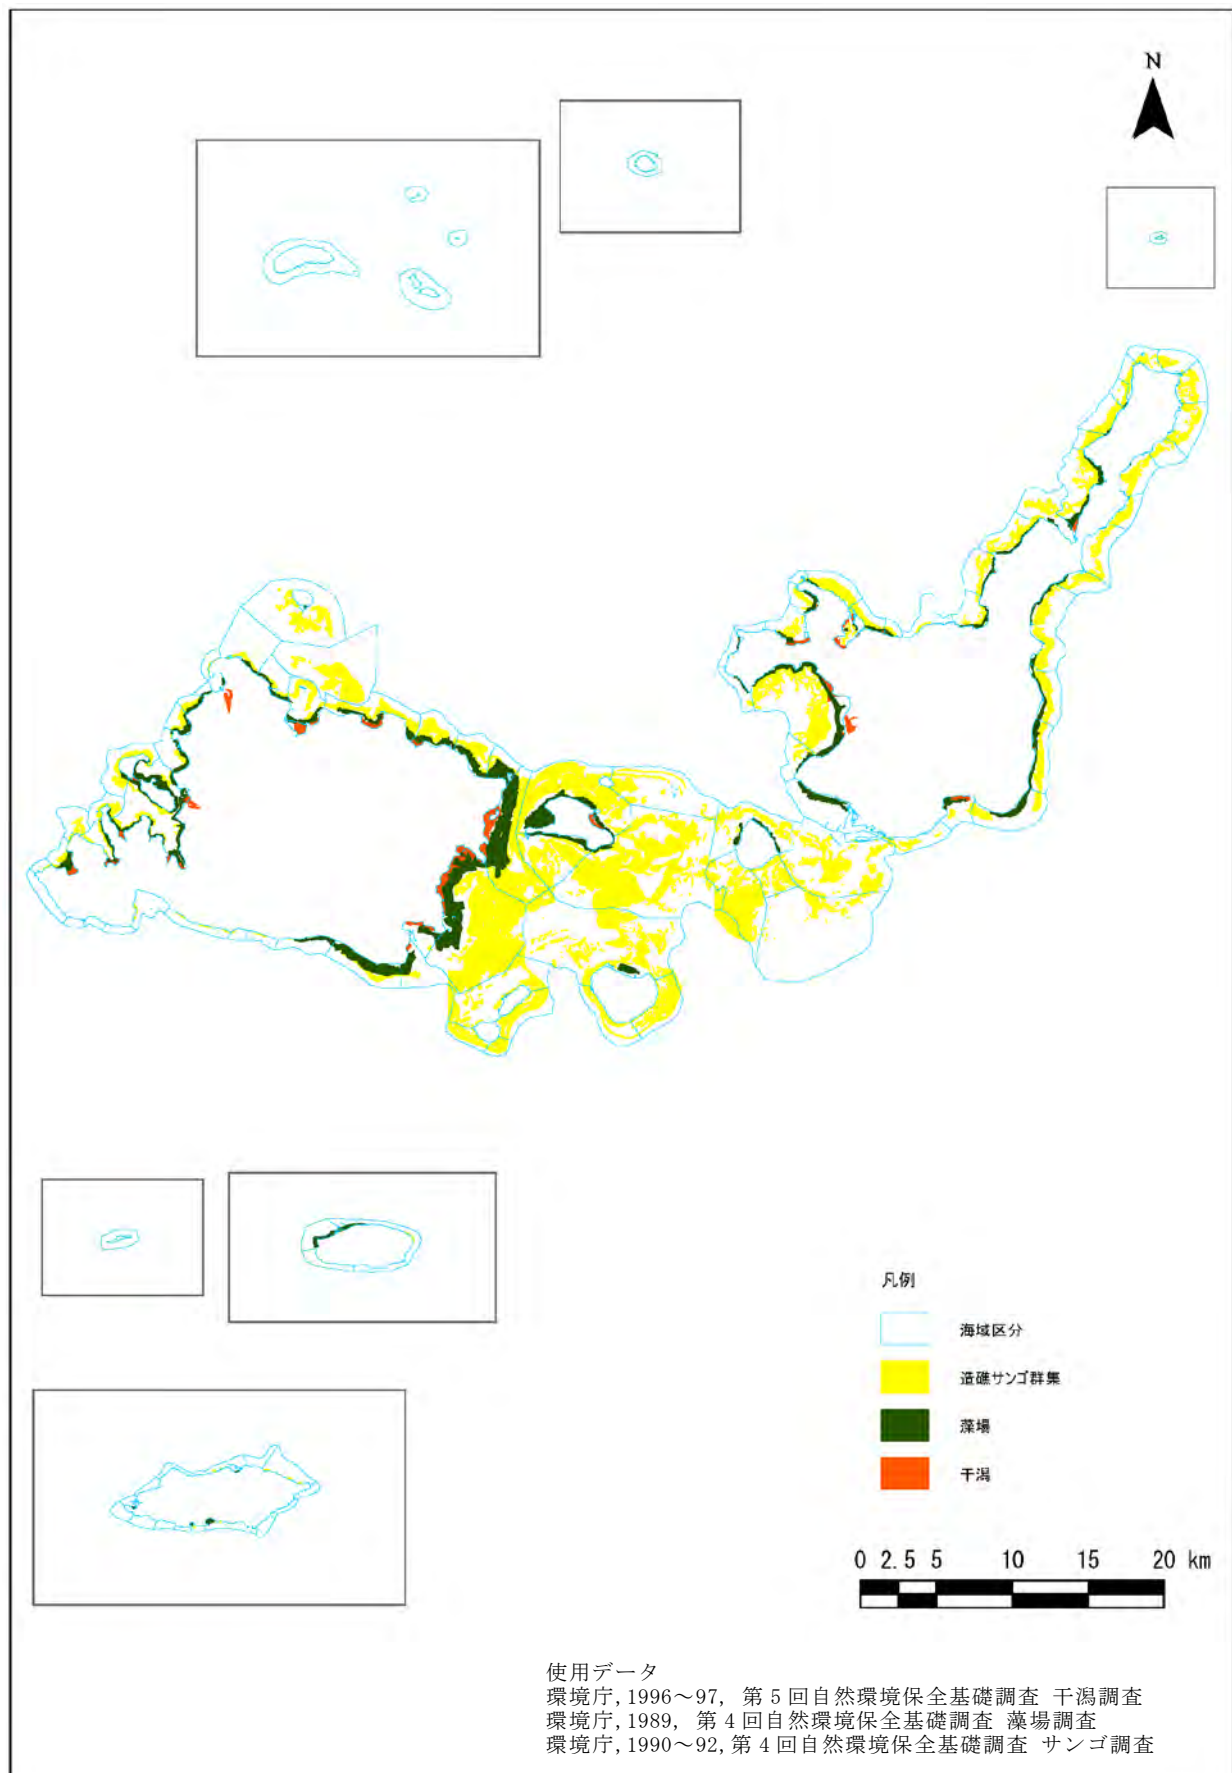 N
凡例
海域区分
造礁サンゴ群集
藻場
干潟
0 2.5 5 10 15 20 km
使用データ
環境庁,1996～97, 第5回自然環境保全基礎調査 干潟調査
環境庁,1989, 第4回自然環境保全基礎調査 藻場調査
環境庁,1990～92,第4回自然環境保全基礎調査 サンゴ調査